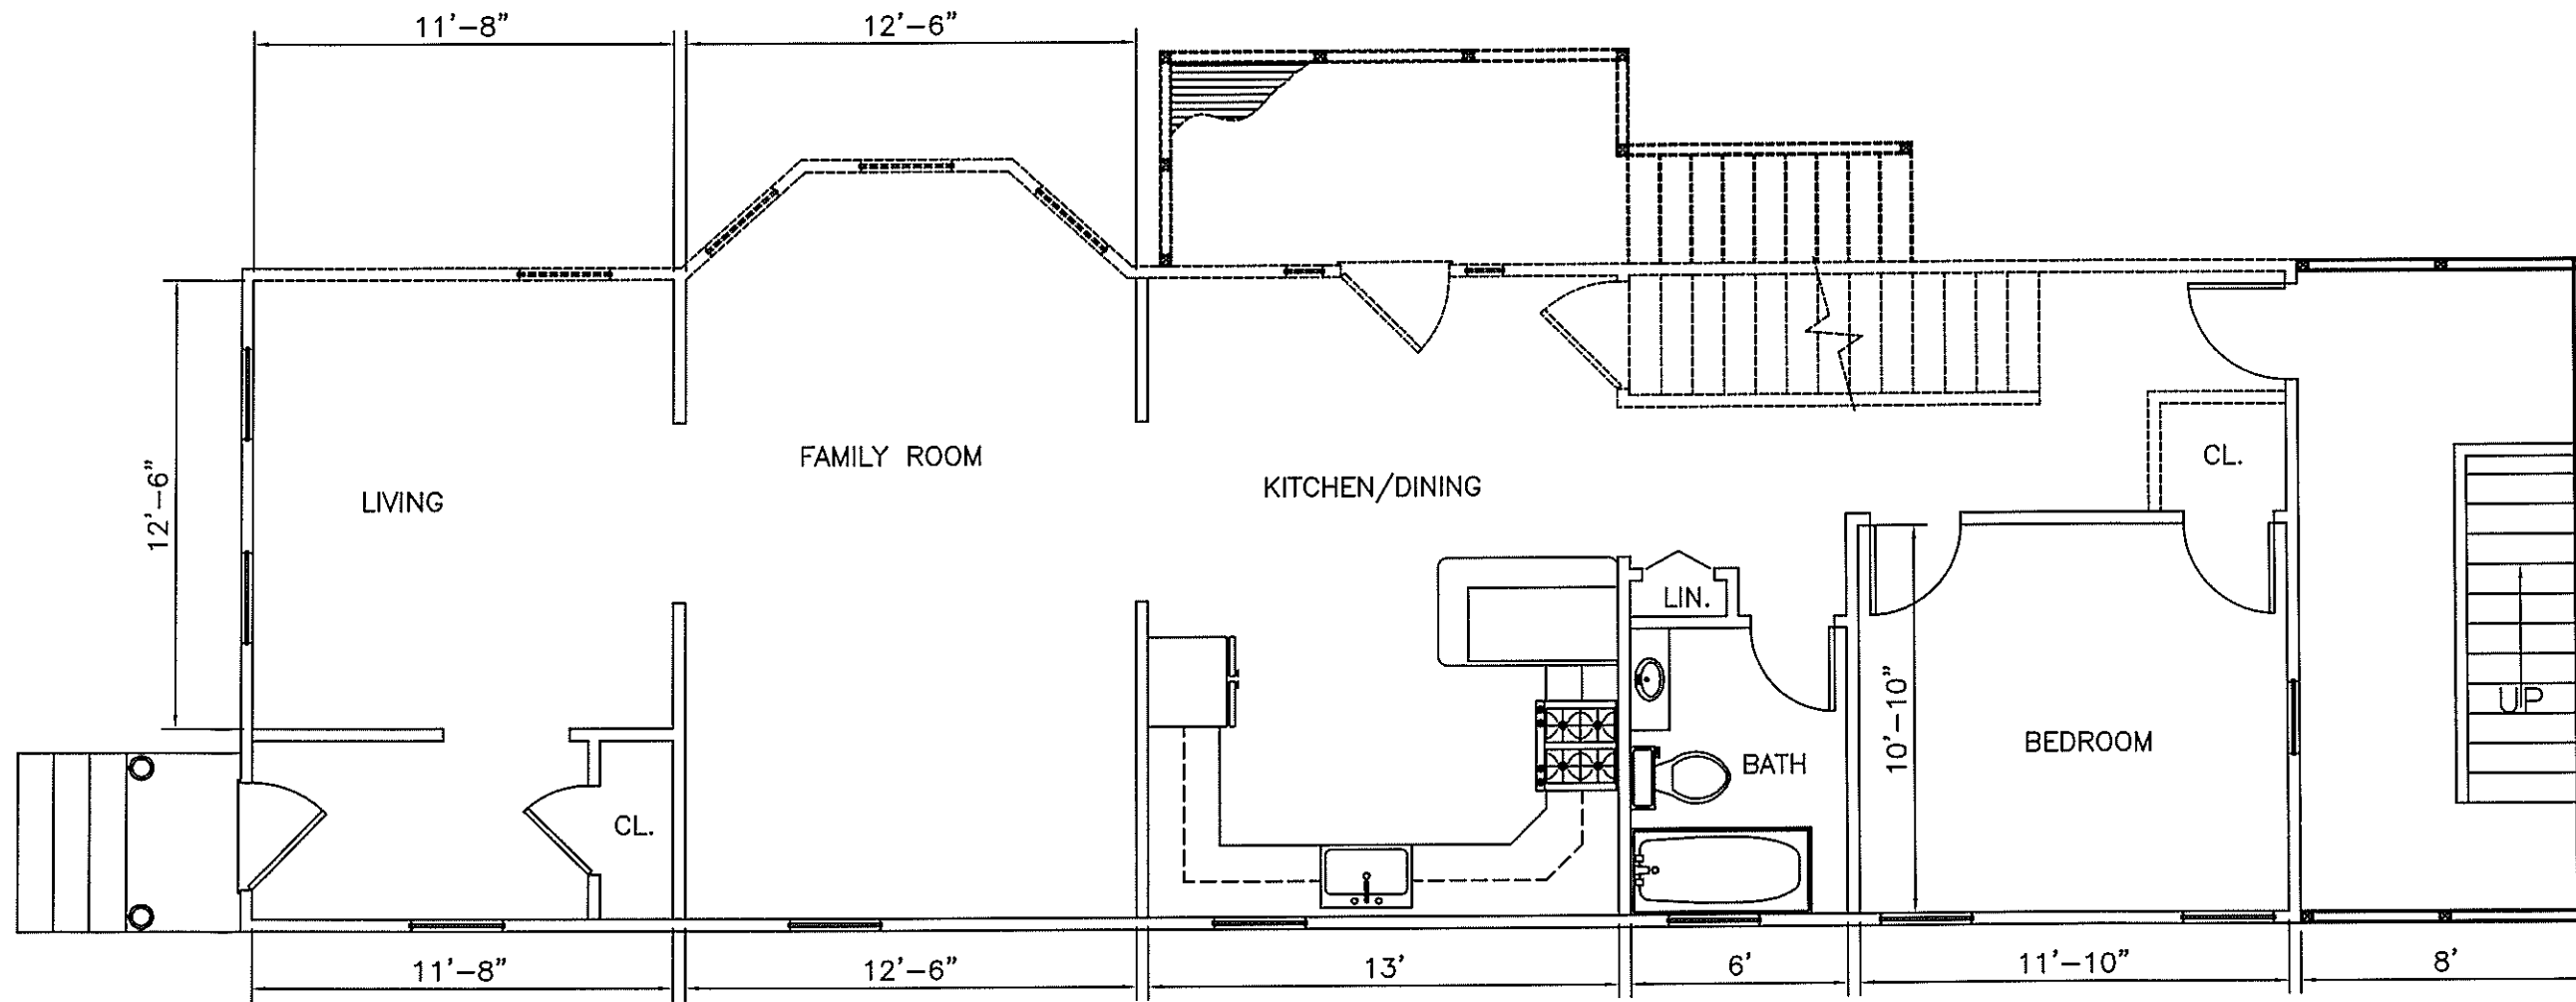 11'-8"
12'-6"
FAMILY ROOM
CL.
LIVING
KITCHEN/DINING
12'-6"
LIN.
UP
10'-10"
BEDROOM
BATH
CL.
11'-8"
12'-6"
13'
6'
11'-10"
8'